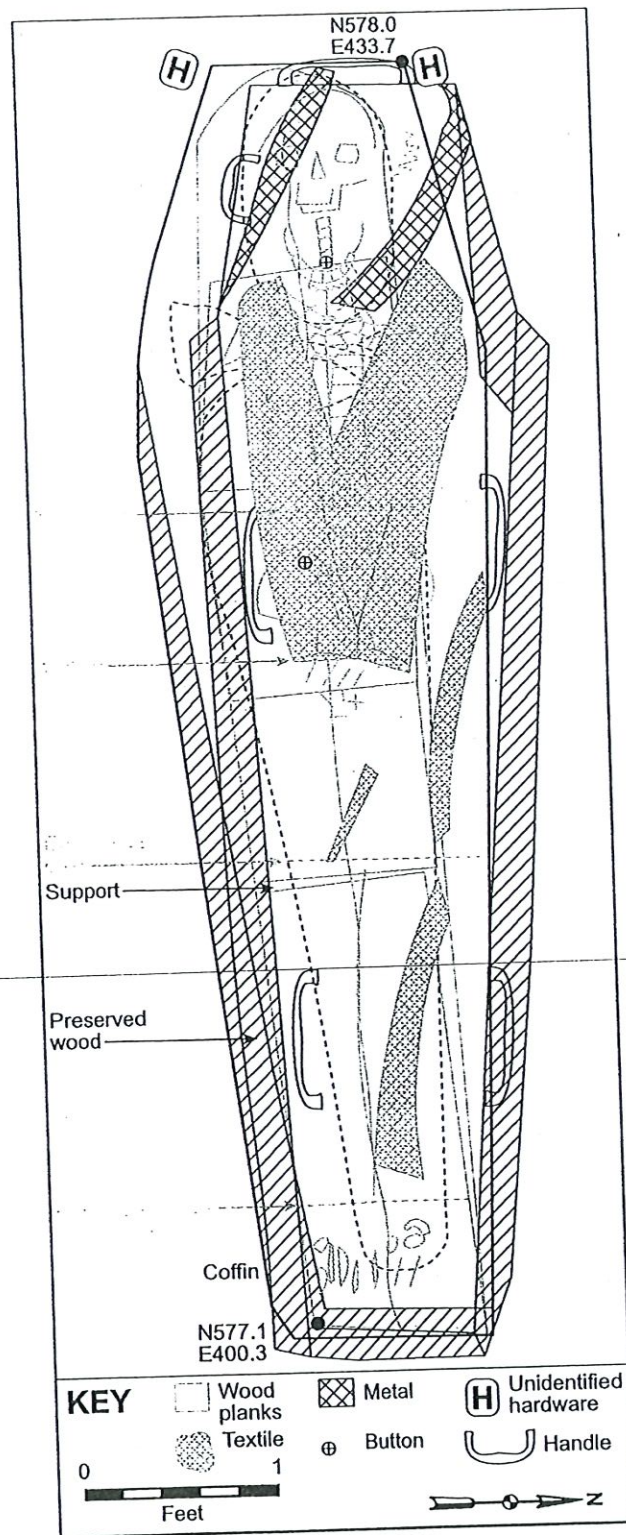 N578.0
E433.7
H
H
Support
Preserved
wood
Coffin
N577.1
E400.3
KEY
Wood
planks
Metal
H
Unidentified
hardware
Textile
Button
Handle
0
1
Feet
N